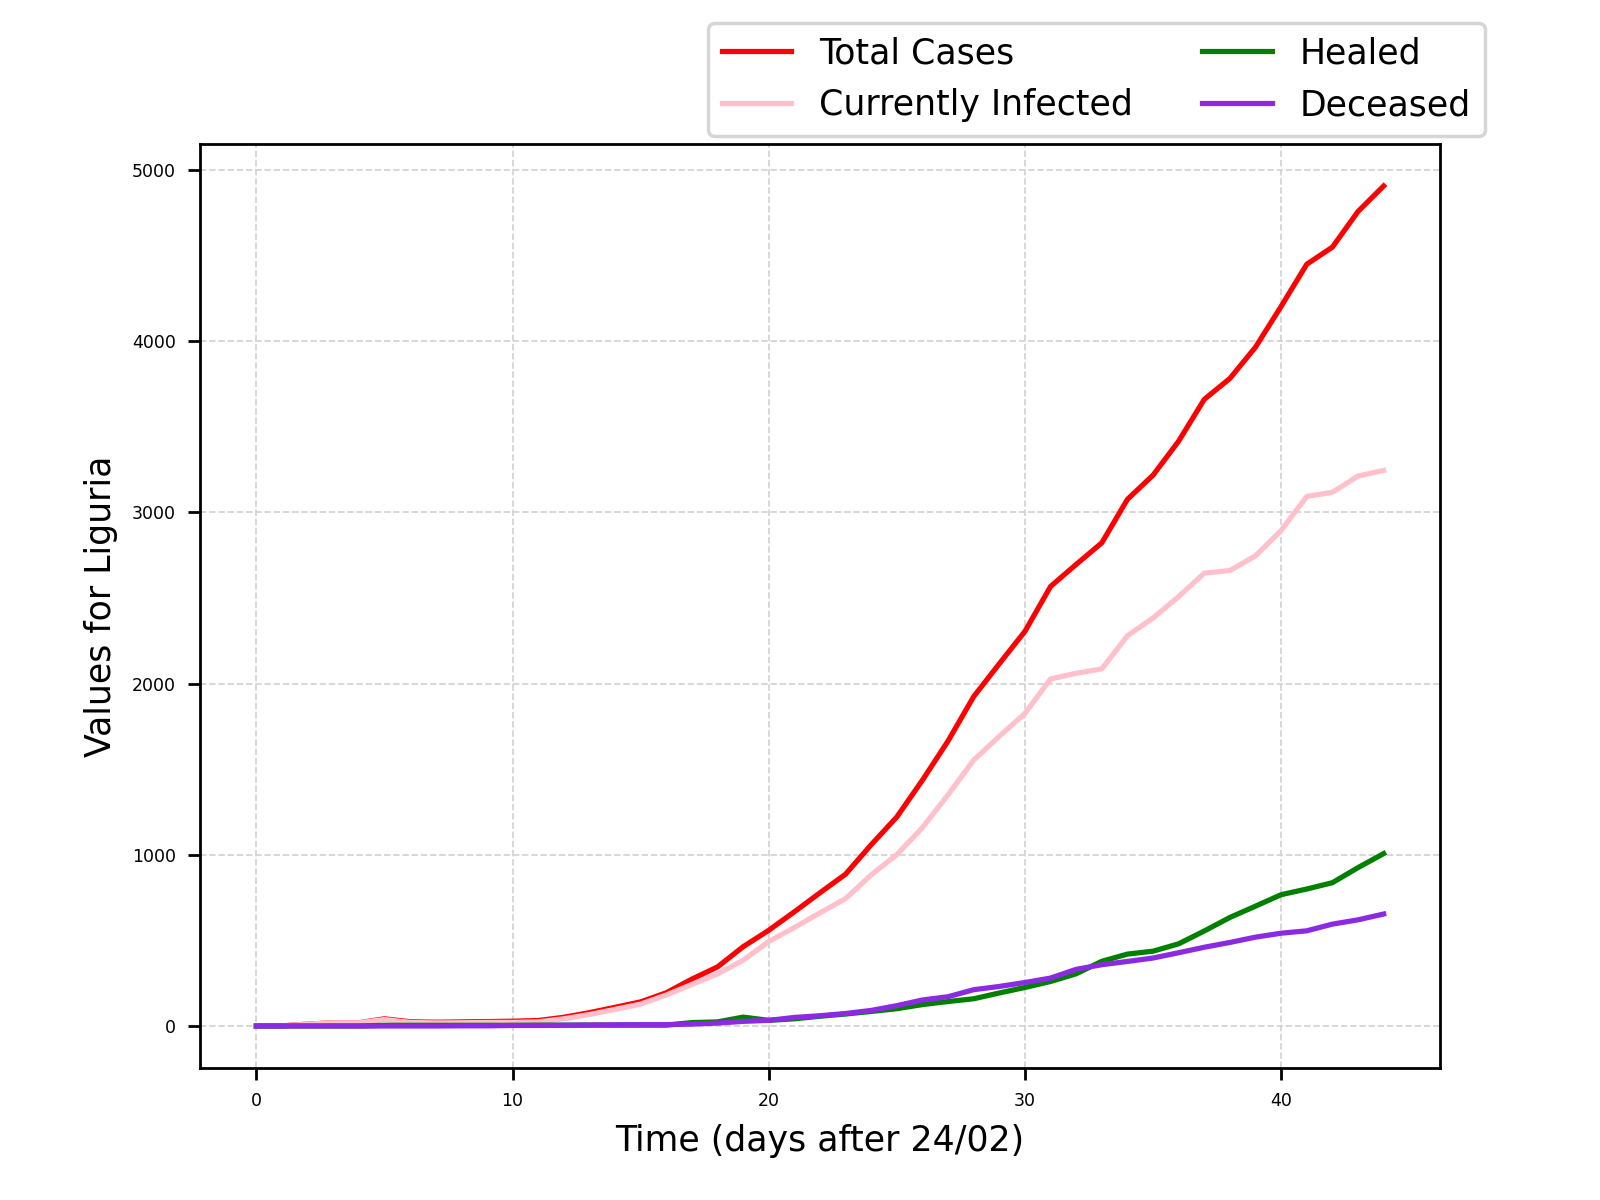 Total Cases
Currently Infected
Healed
Deceased
5000
4000
3000
2000
1000
0
Values for Liguria
0 10 20 30 40
Time (days after 24/02)